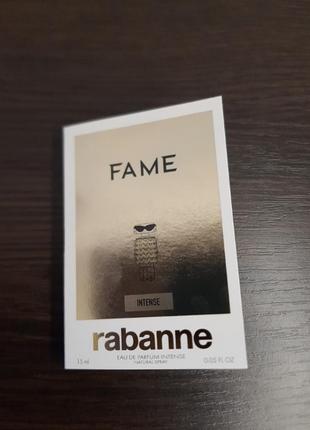 FAME
INTENSE
rabanne
EAU DE PARFUM INTENSE
NATURAL SPRAY
1.5 ml 0.05 FL OZ